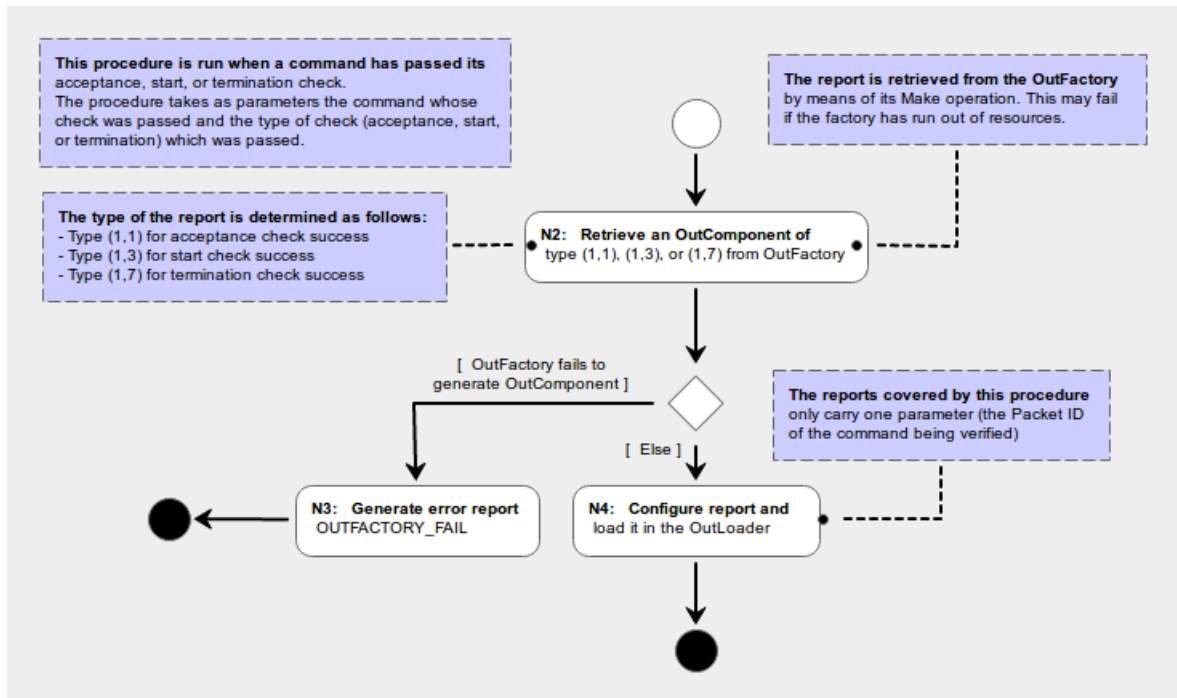 This procedure is run when a command has passed its
acceptance, start, or termination check.
The procedure takes as parameters the command whose
check was passed and the type of check (acceptance, start,
or termination) which was passed.
The report is retrieved from the OutFactory
by means of its Make operation. This may fail
if the factory has run out of resources.
The type of the report is determined as follows:
- Type (1,1) for acceptance check success
- Type (1,3) for start check success
- Type (1,7) for termination check success
N2: Retrieve an OutComponent of
type (1,1), (1,3), or (1,7) from OutFactory
[ OutFactory fails to
generate OutComponent ]
The reports covered by this procedure
only carry one parameter (the Packet ID
of the command being verified)
[ Else ]
N3: Generate error report
OUTFACTORY_FAIL
N4: Configure report and
load it in the OutLoader